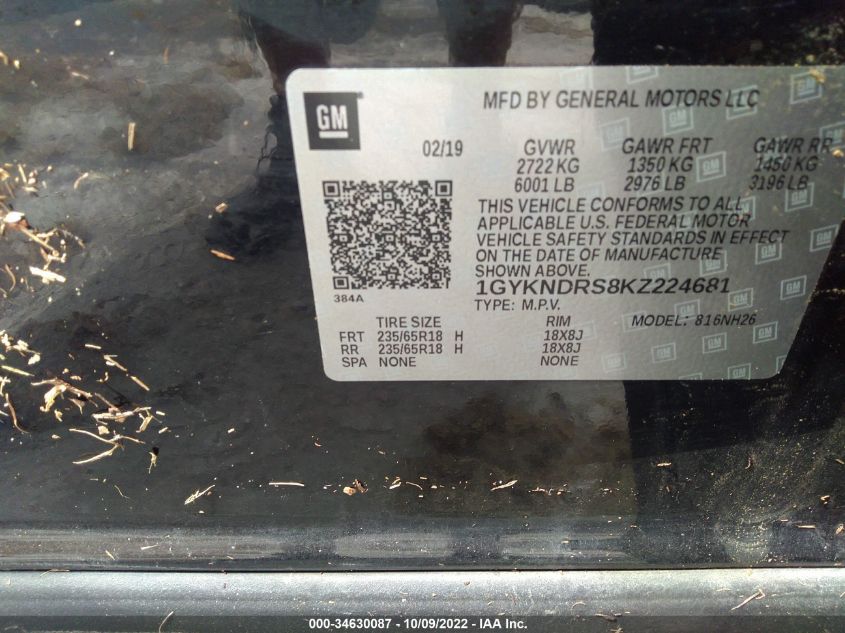 GM
MFD BY GENERAL MOTORS LLC
02/19 GVWR GAWR FRT GAWR RR
2722 KG 1350 KG 1450 KG
6001 LB 2976 LB 3196 LB
THIS VEHICLE CONFORMS TO ALL
APPLICABLE U.S. FEDERAL MOTOR
VEHICLE SAFETY STANDARDS IN EFFECT
ON THE DATE OF MANUFACTURE
SHOWN ABOVE.
384A
1GYKNDRS8KZ224681
TYPE: M.P.V. MODEL: 816NH26
TIRE SIZE RIM
FRT 235/65R18 H 18X8J
RR 235/65R18 H 18X8J
SPA NONE NONE
000-34630087 - 10/09/2022 - IAA Inc.